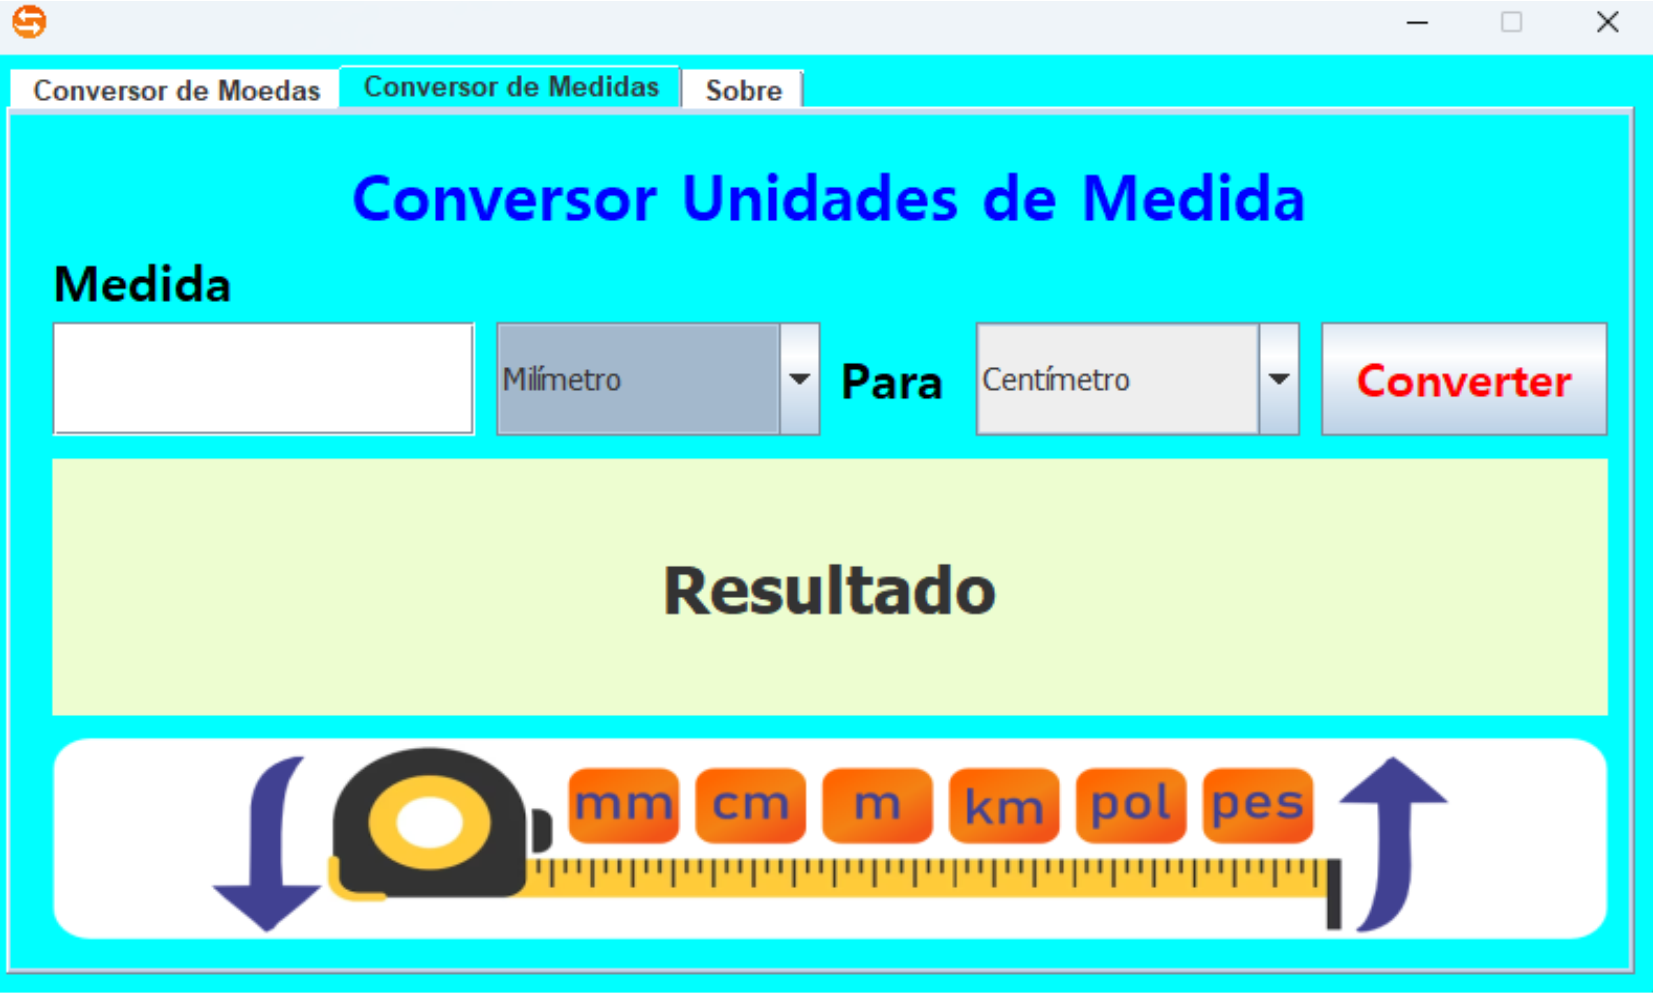 Conversor de Moedas Conversor de Medidas Sobre
Conversor Unidades de Medida
Medida
Milímetro Para Centímetro Converter
Resultado
mm cm m km pol pes